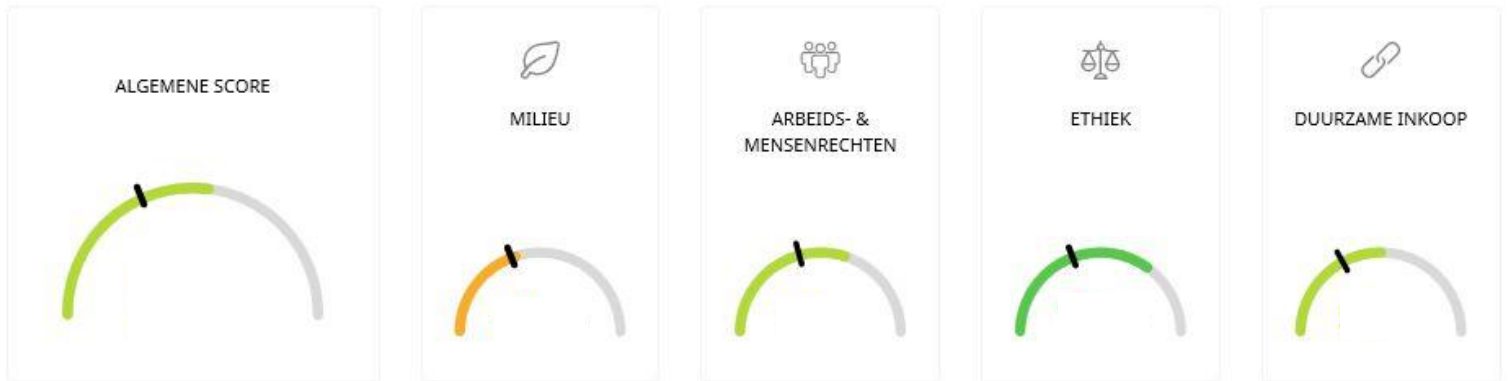 ALGEMENE SCORE
MILIEU
ARBEIDS- &
MENSENRECHTEN
ETHIEK
DUURZAME INKOOP